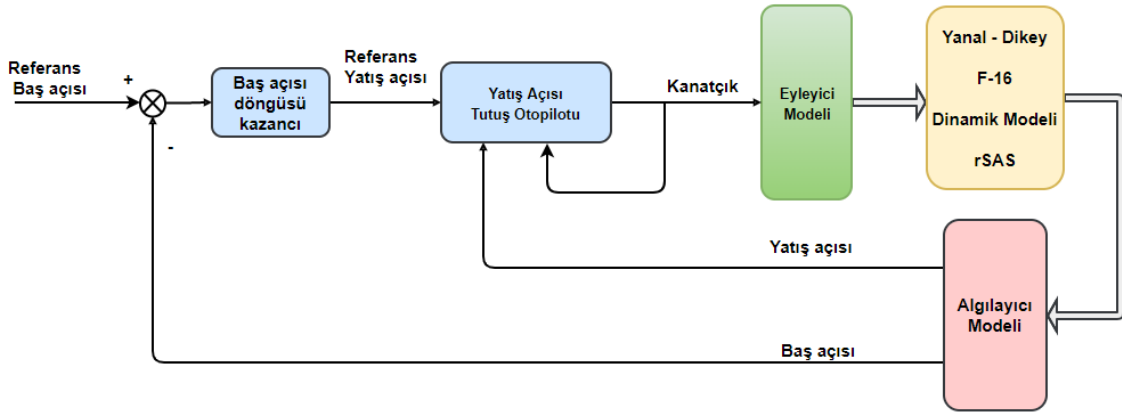 Referans
Baş açısı
+
-
Baş açısı
döngüsü
kazancı
Referans
Yatış açısı
Yatış Açısı
Tutuş Otopilotu
Kanatçık
Eyleyici
Modeli
Yanal - Dikey
F-16
Dinamik Modeli
rSAS
Yatış açısı
Algılayıcı
Modeli
Baş açısı